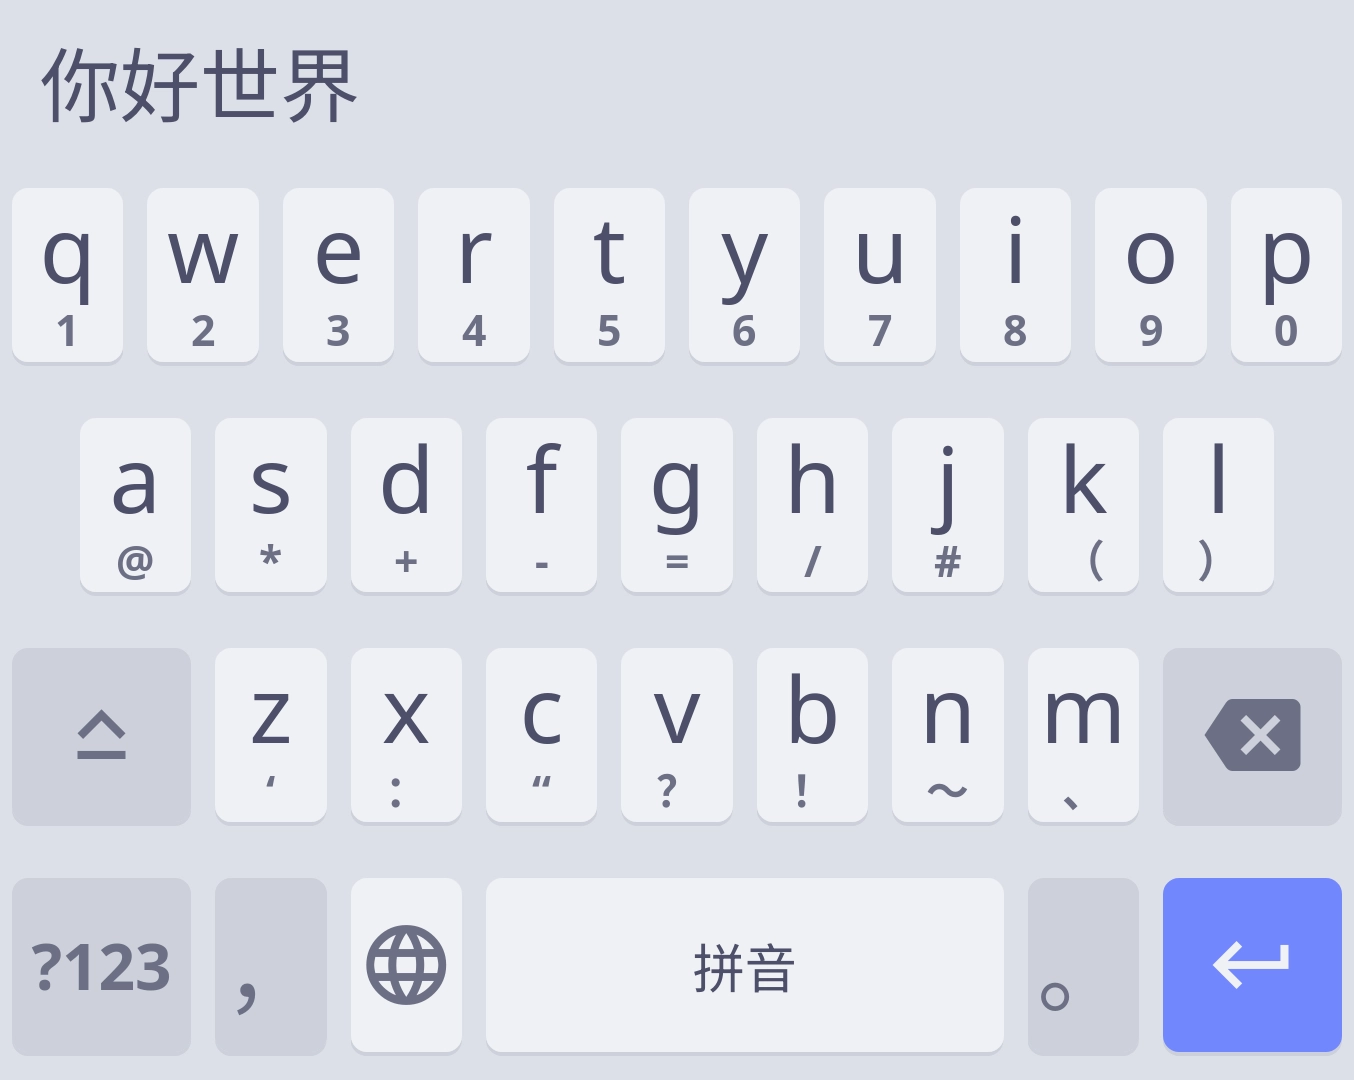 你好世界
q w e r t y u i o p
1 2 3 4 5 6 7 8 9 0
a s d f g h j k l
@ * + - = / # （ ）
z x c v b n m
‘ ： “ ？ ！ ～ 、
?123 ， 拼音 。